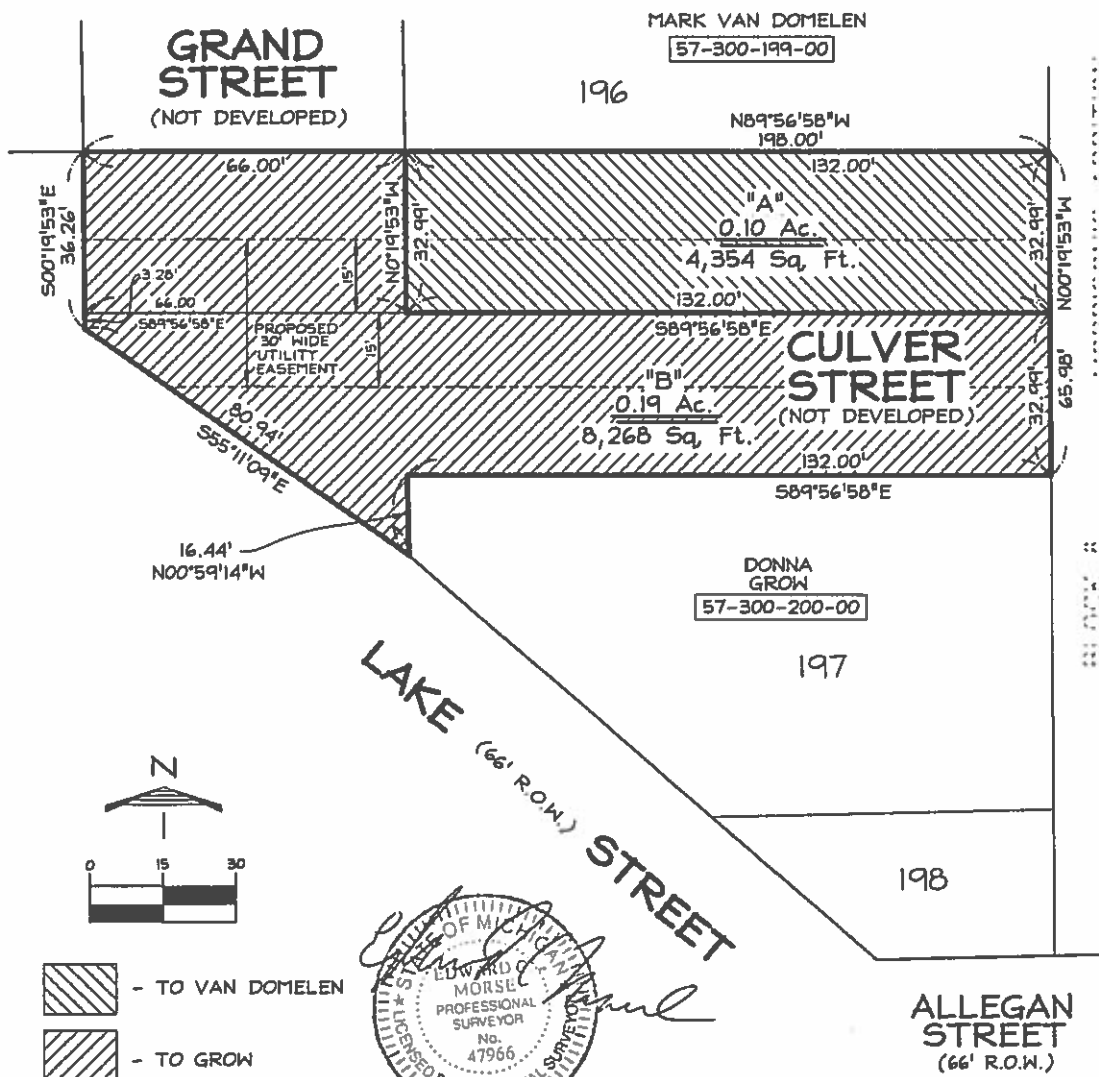 GRAND
STREET
(NOT DEVELOPED)
MARK VAN DOMELEN
57-300-199-00
196
N89°56'58"W
198.00'
66.00'
132.00'
S00°19'53"E
36.26'
N00°19'53"W
32.99'
"A"
0.10 Ac.
4,354 Sq. Ft.
32.99'
N00°19'53"W
65.98'
3.28'
15'
66.00
S89°56'58"E
132.00'
S89°56'58"E
PROPOSED
30' WIDE
UTILITY
EASEMENT
15'
CULVER
STREET
(NOT DEVELOPED)
"B"
0.19 Ac.
8,268 Sq. Ft.
32.99'
80.94'
S55°11'09"E
132.00'
S89°56'58"E
16.44'
N00°59'14"W
DONNA
GROW
57-300-200-00
197
LAKE
(66' R.O.W.)
STREET
198
N
0 15 30
- TO VAN DOMELEN
- TO GROW
STATE OF MICHIGAN
EDWARD C.
MORSE
PROFESSIONAL
SURVEYOR
No.
47966
LICENSED
SURVEYOR
ALLEGAN
STREET
(66' R.O.W.)